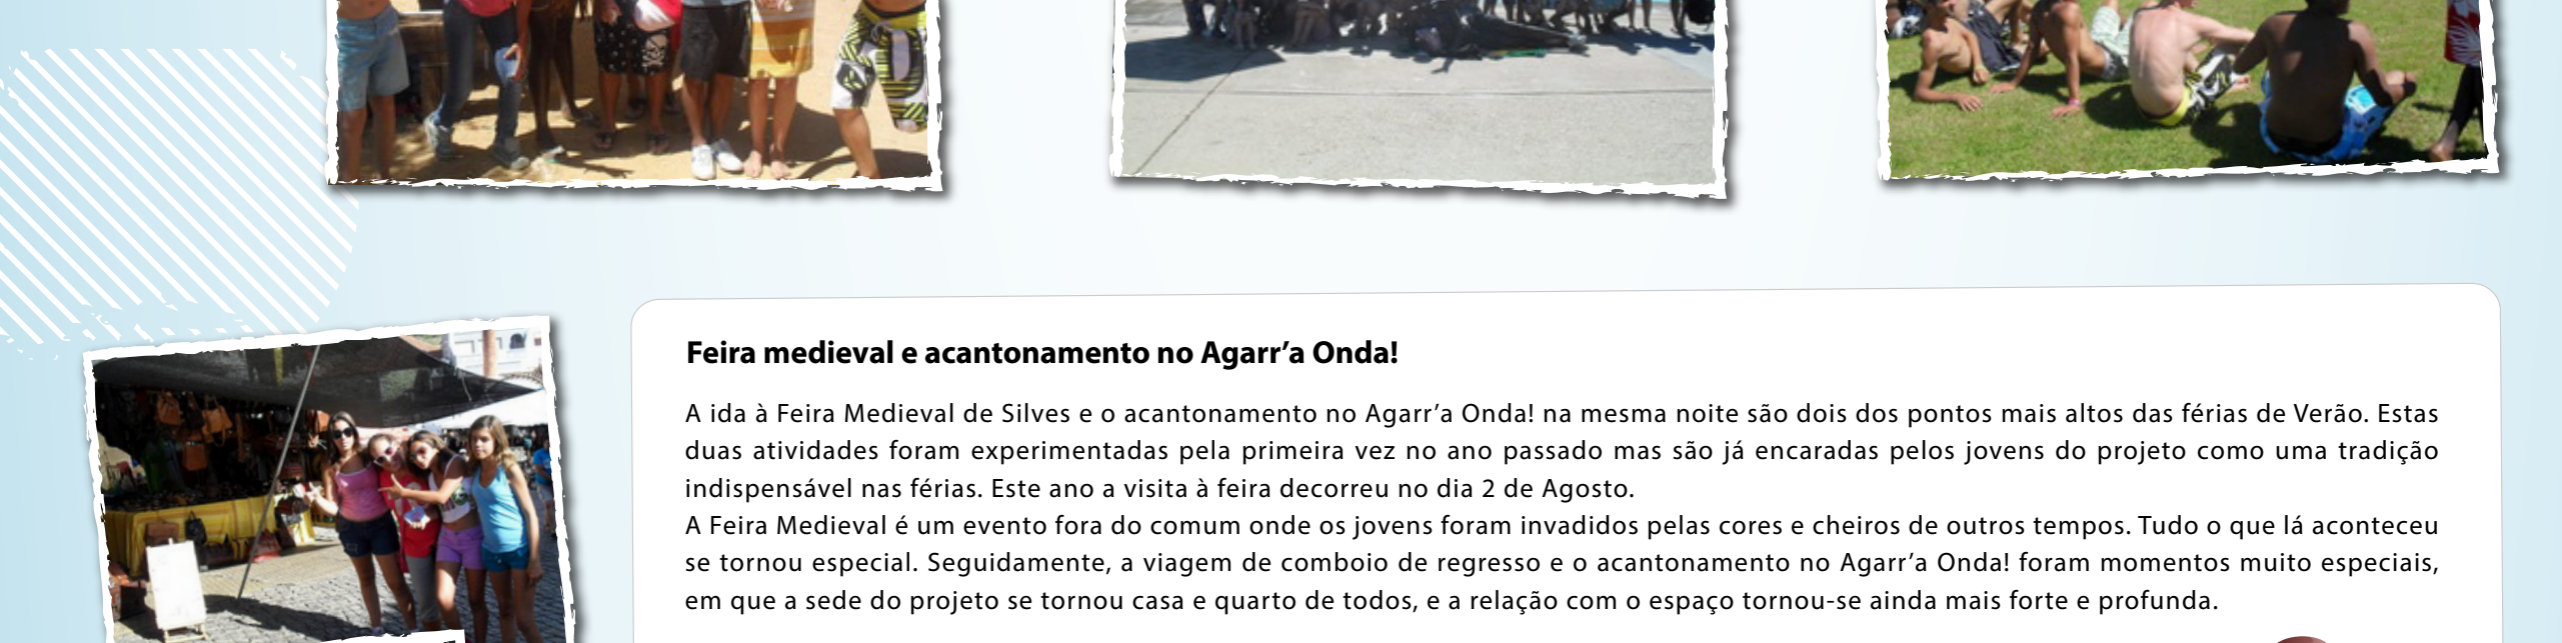 Feira medieval e acantonamento no Agarr’a Onda!
A ida à Feira Medieval de Silves e o acantonamento no Agarr’a Onda! na mesma noite são dois dos pontos mais altos das férias de Verão. Estas
duas atividades foram experimentadas pela primeira vez no ano passado mas são já encaradas pelos jovens do projeto como uma tradição
indispensável nas férias. Este ano a visita à feira decorreu no dia 2 de Agosto.
A Feira Medieval é um evento fora do comum onde os jovens foram invadidos pelas cores e cheiros de outros tempos. Tudo o que lá aconteceu
se tornou especial. Seguidamente, a viagem de comboio de regresso e o acantonamento no Agarr’a Onda! foram momentos muito especiais,
em que a sede do projeto se tornou casa e quarto de todos, e a relação com o espaço tornou-se ainda mais forte e profunda.